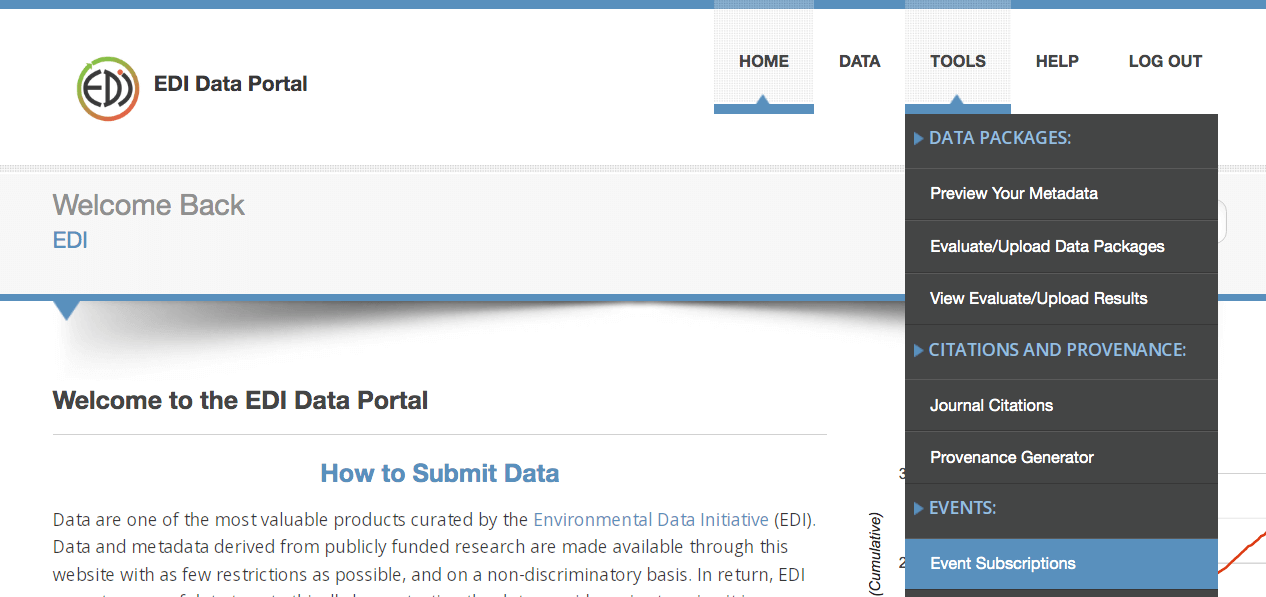 HOME DATA TOOLS HELP LOG OUT
EDI
EDI Data Portal
DATA PACKAGES:
Preview Your Metadata
Evaluate/Upload Data Packages
View Evaluate/Upload Results
CITATIONS AND PROVENANCE:
Journal Citations
Provenance Generator
EVENTS:
Event Subscriptions
Welcome Back
EDI
Welcome to the EDI Data Portal
How to Submit Data
Data are one of the most valuable products curated by the Environmental Data Initiative (EDI).
Data and metadata derived from publicly funded research are made available through this
website with as few restrictions as possible, and on a non-discriminatory basis. In return, EDI
(Cumulative)
3
2